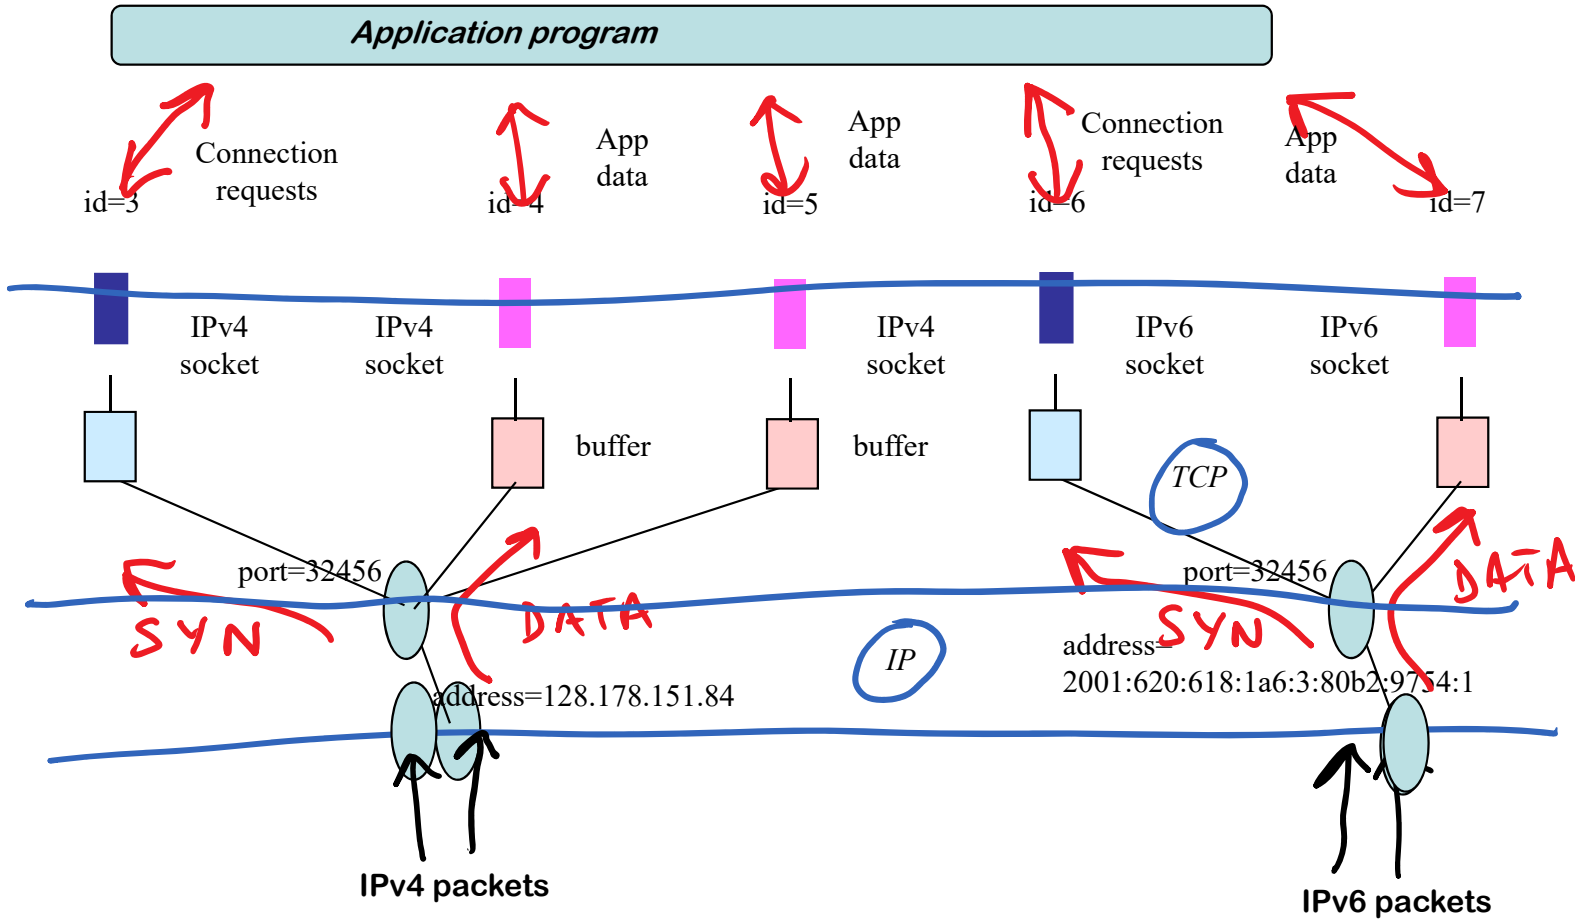 Application program
Connection
requests
App
data
App
data
Connection
requests
App
data
id=3
id=4
id=5
id=6
id=7
IPv4
socket
IPv4
socket
IPv4
socket
IPv6
socket
IPv6
socket
buffer
buffer
TCP
port=32456
port=32456
DATA
SYN
DATA
SYN
IP
address=128.178.151.84
address=
2001:620:618:1a6:3:80b2:9754:1
IPv4 packets
IPv6 packets